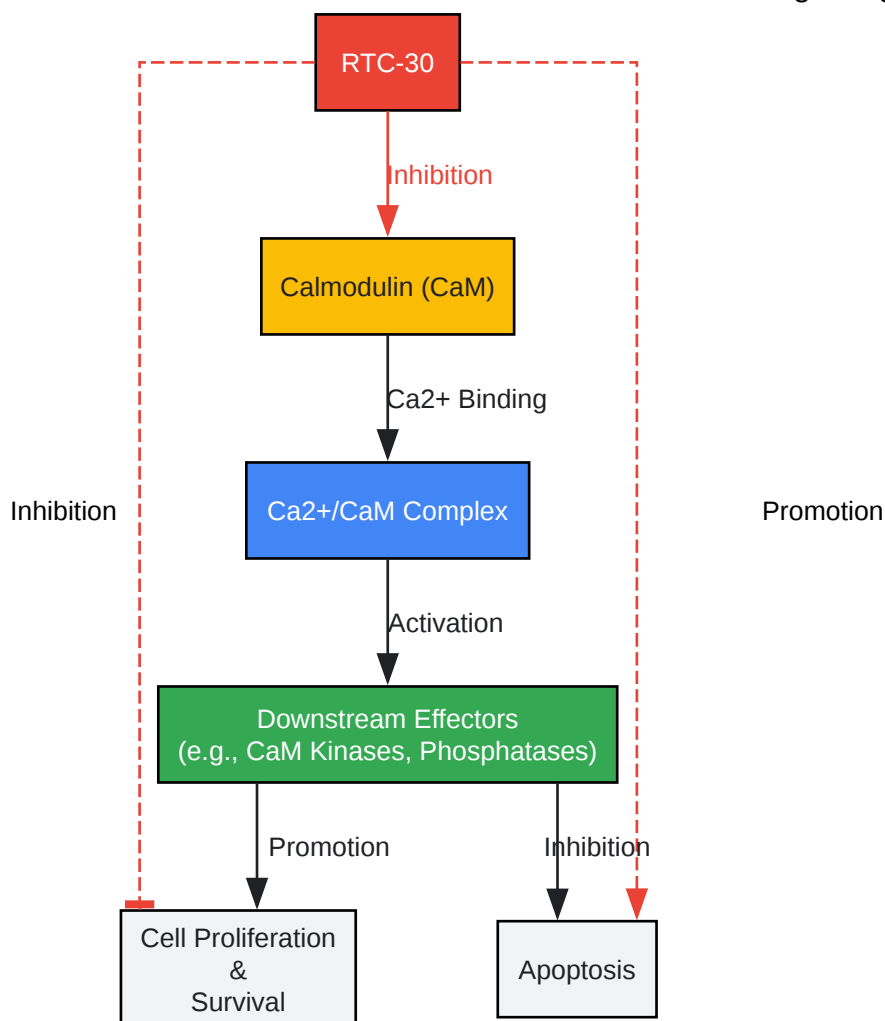 RTC-30
Inhibition
Calmodulin (CaM)
Ca2+ Binding
Ca2+/CaM Complex
Inhibition
Promotion
Activation
Downstream Effectors
(e.g., CaM Kinases, Phosphatases)
Promotion
Inhibition
Cell Proliferation
&
Survival
Apoptosis